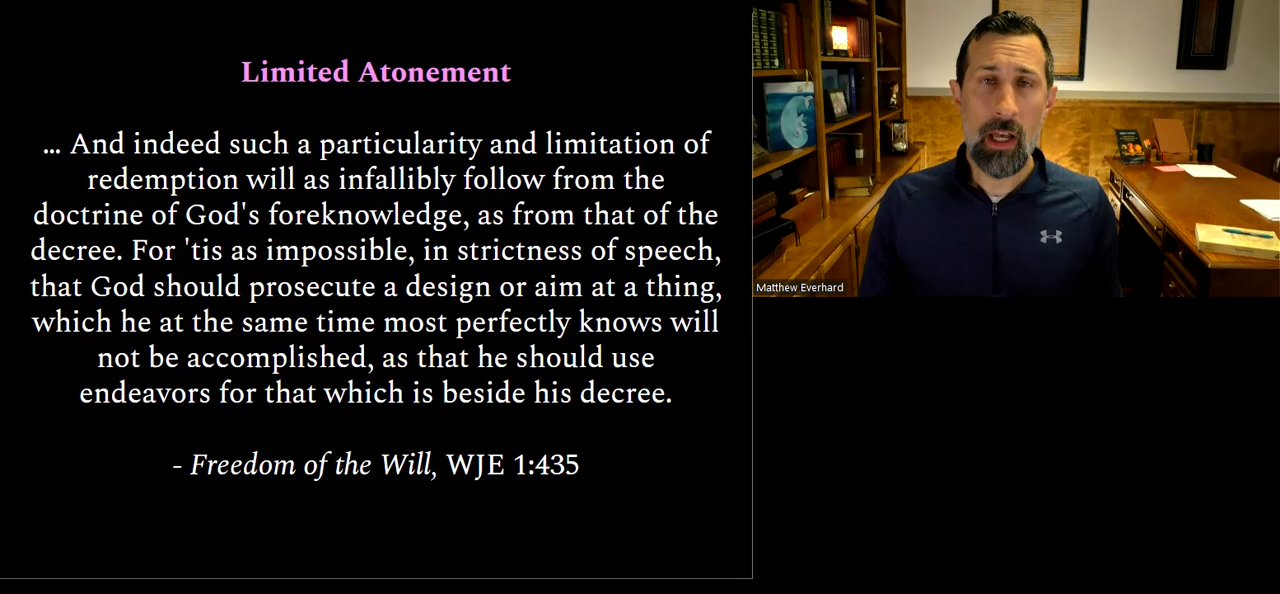 Limited Atonement
... And indeed such a particularity and limitation of
redemption will as infallibly follow from the
doctrine of God's foreknowledge, as from that of the
decree. For 'tis as impossible, in strictness of speech,
that God should prosecute a design or aim at a thing,
which he at the same time most perfectly knows will
not be accomplished, as that he should use
endeavors for that which is beside his decree.
- Freedom of the Will, WJE 1:435
Matthew Everhard